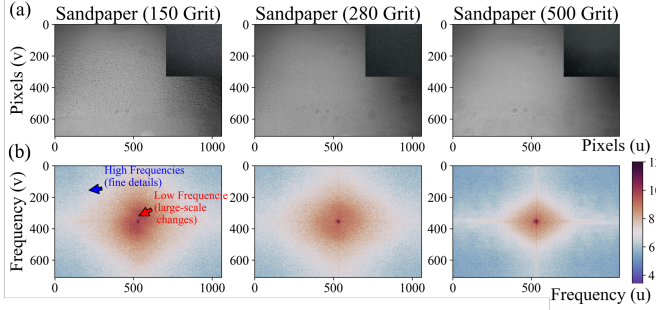 (a) Sandpaper (150 Grit) Sandpaper (280 Grit) Sandpaper (500 Grit)
Pixels (v)
0
200
400
600
0 500 1000 0 500 1000 0 500
Pixels (u)
(b)
Frequency (v)
0
200
400
600
High Frequencies
(fine details)
Low Frequencie
(large-scale
changes)
0 500 1000 0 500 1000 0 500
Frequency (u)
12
10
8
6
4